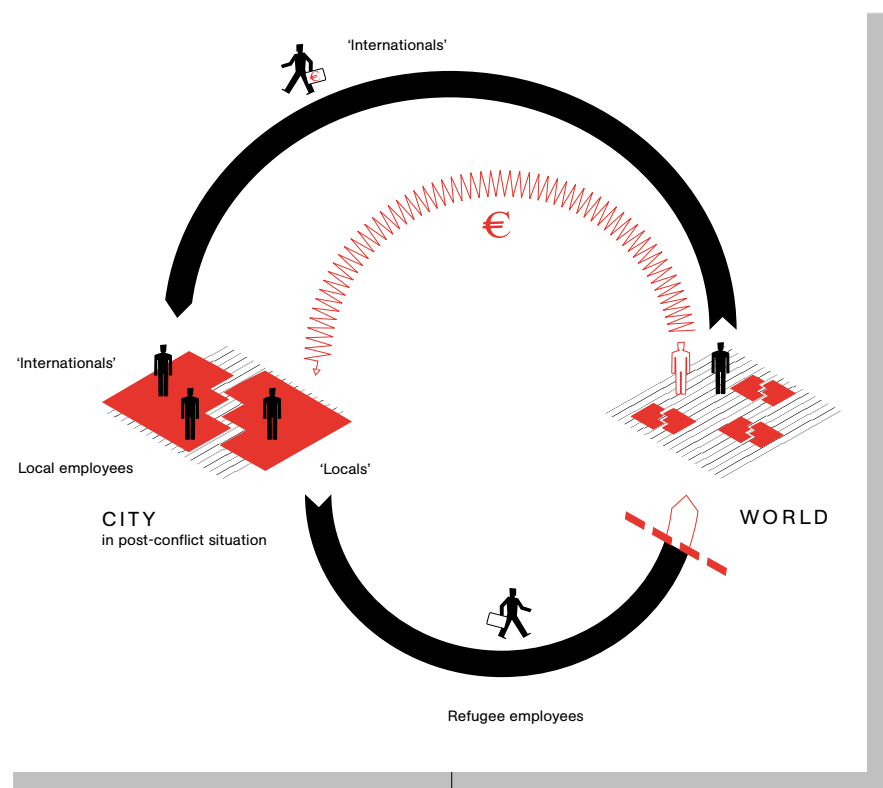 'Internationals'
€
€
'Internationals'
Local employees
'Locals'
CITY
in post-conflict situation
WORLD
Refugee employees